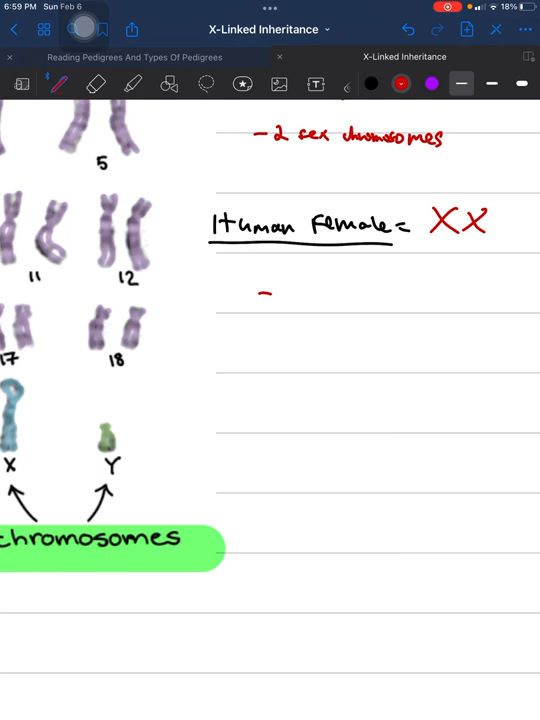 6:59 PM Sun Feb 6
18%
X-Linked Inheritance
Reading Pedigrees And Types Of Pedigrees
X-Linked Inheritance
5
- 2 sex chromosomes
Human Female = XX
11
12
-
17
18
X
Y
chromosomes